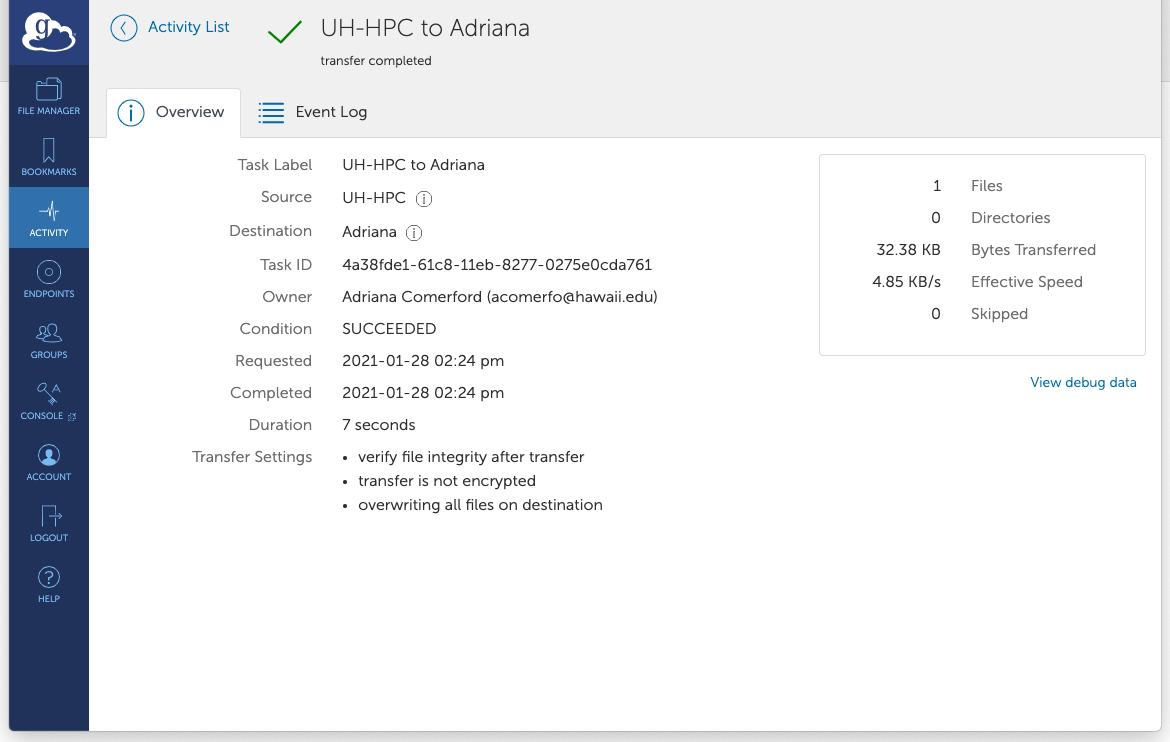 g
Activity List
UH-HPC to Adriana
transfer completed
FILE MANAGER
BOOKMARKS
ACTIVITY
ENDPOINTS
GROUPS
CONSOLE
ACCOUNT
LOGOUT
HELP
Overview
Event Log
Task Label UH-HPC to Adriana
Source UH-HPC
Destination Adriana
Task ID 4a38fde1-61c8-11eb-8277-0275e0cda761
Owner Adriana Comerford (acomerfo@hawaii.edu)
Condition SUCCEEDED
Requested 2021-01-28 02:24 pm
Completed 2021-01-28 02:24 pm
Duration 7 seconds
Transfer Settings • verify file integrity after transfer
• transfer is not encrypted
• overwriting all files on destination
1 Files
0 Directories
32.38 KB Bytes Transferred
4.85 KB/s Effective Speed
0 Skipped
View debug data